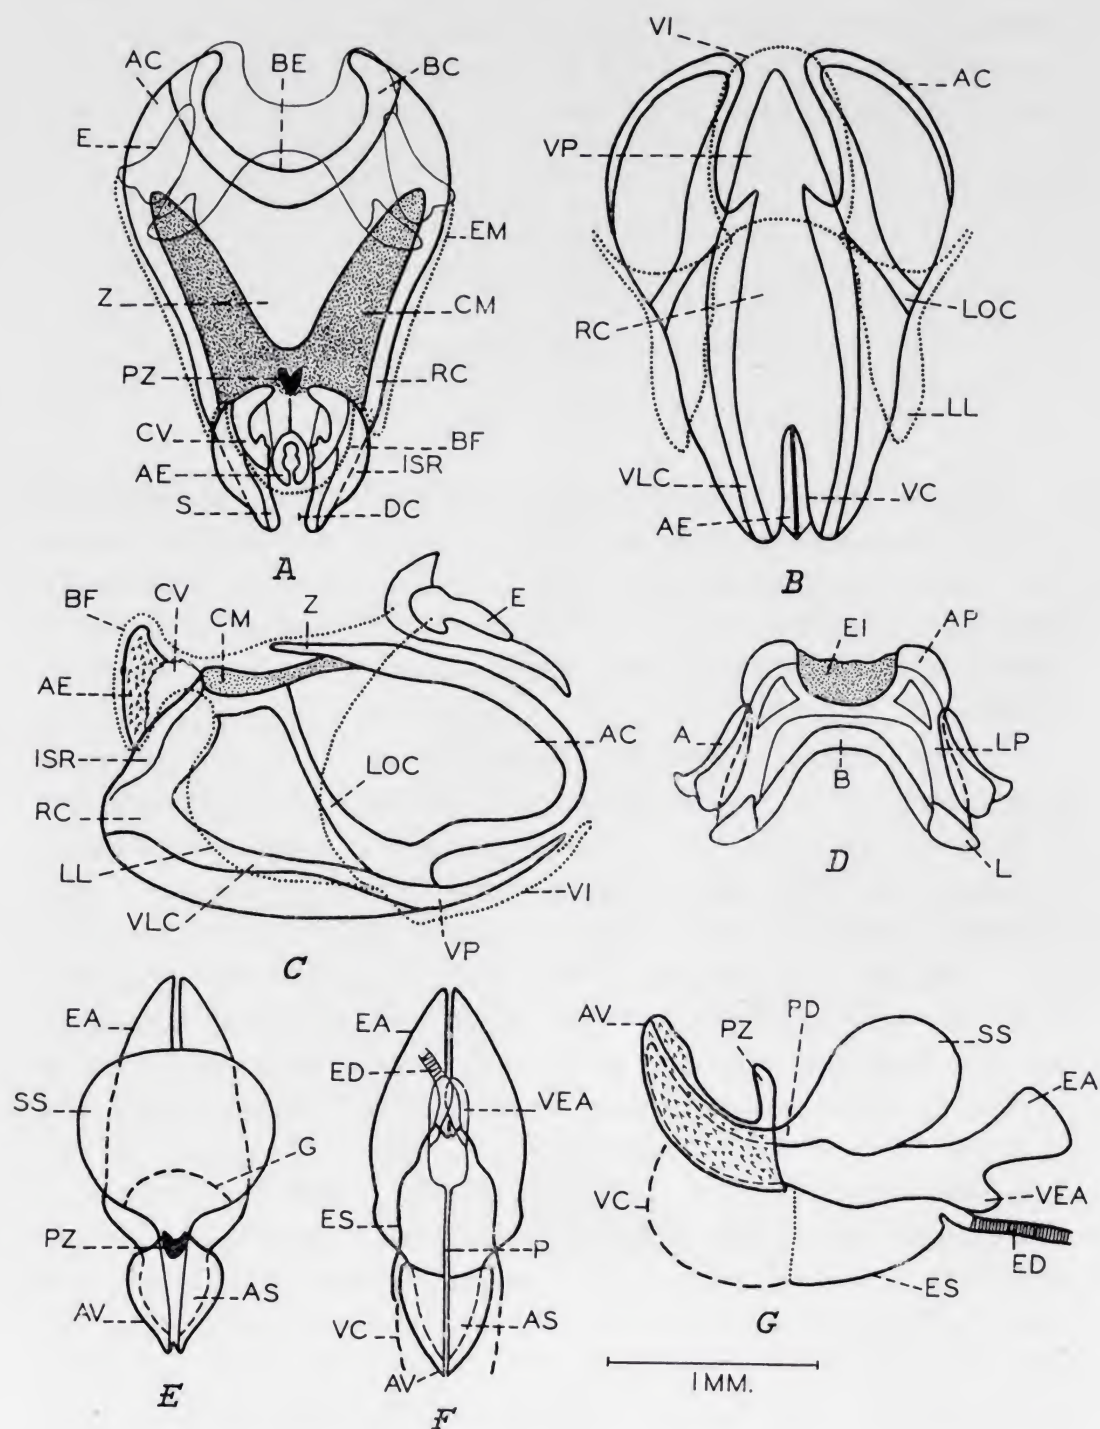 AC
BE
BC
E
EM
Z
CM
PZ
RC
CV
BF
AE
ISR
S
DC
A
VI
AC
VP
LOC
RC
LL
VLC
VC
AE
B
BF
CV
CM
Z
E
AE
AC
ISR
LOC
RC
LL
VLC
VI
VP
C
EI
AP
A
LP
B
D
L
EA
SS
G
PZ
AS
AV
E
EA
ED
VEA
ES
P
VC
AS
AV
F
AV
PZ
PD
SS
EA
VC
VEA
ED
ES
G
1 MM.